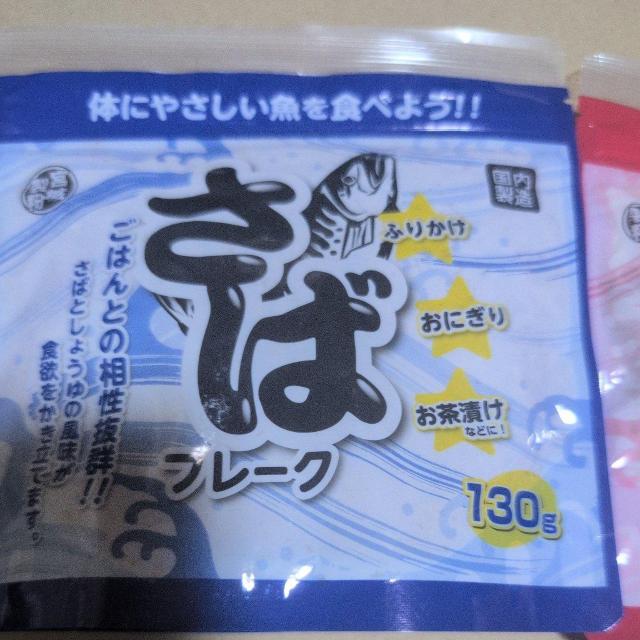 体にやさしい魚を食べよう!!
国内製造
さば
フレーク
ふりかけ
おにぎり
お茶漬け
などに!
ごはんとの相性抜群!!
さばとしょうゆの風味が
食欲をかき立てます。
130g